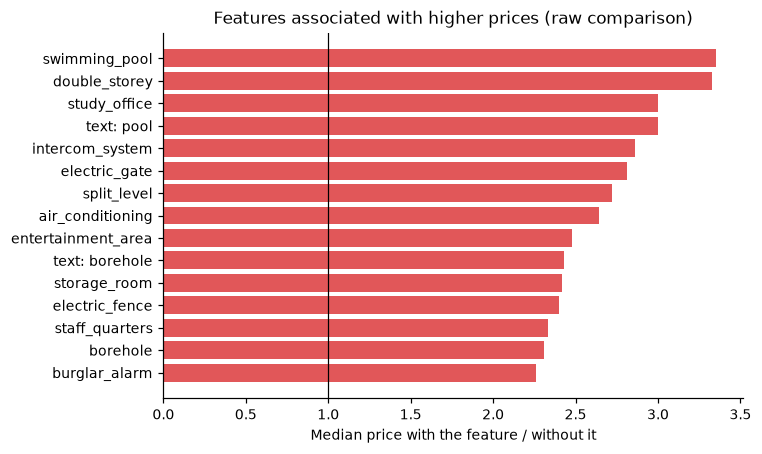 Features associated with higher prices (raw comparison)
swimming_pool
double_storey
study_office
text: pool
intercom_system
electric_gate
split_level
air_conditioning
entertainment_area
text: borehole
storage_room
electric_fence
staff_quarters
borehole
burglar_alarm
0.0 0.5 1.0 1.5 2.0 2.5 3.0 3.5
Median price with the feature / without it